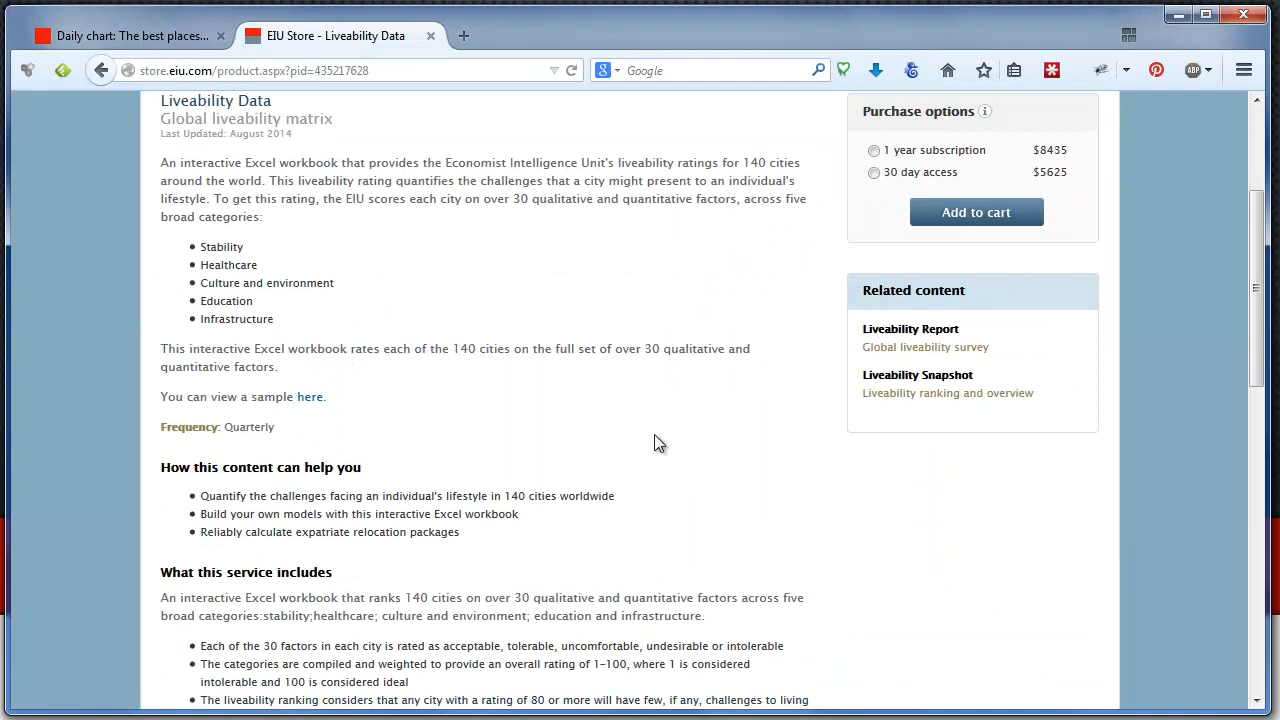 Daily chart: The best places...
EIU Store - Liveability Data
store.eiu.com/product.aspx?pid=435217628
Google
ABP
Liveability Data
Global liveability matrix
Last Updated: August 2014
An interactive Excel workbook that provides the Economist Intelligence Unit's liveability ratings for 140 cities
around the world. This liveability rating quantifies the challenges that a city might present to an individual's
lifestyle. To get this rating, the EIU scores each city on over 30 qualitative and quantitative factors, across five
broad categories:
Stability
Healthcare
Culture and environment
Education
Infrastructure
This interactive Excel workbook rates each of the 140 cities on the full set of over 30 qualitative and
quantitative factors.
You can view a sample here.
Frequency: Quarterly
How this content can help you
Quantify the challenges facing an individual's lifestyle in 140 cities worldwide
Build your own models with this interactive Excel workbook
Reliably calculate expatriate relocation packages
What this service includes
An interactive Excel workbook that ranks 140 cities on over 30 qualitative and quantitative factors across five
broad categories:stability;healthcare; culture and environment; education and infrastructure.
Each of the 30 factors in each city is rated as acceptable, tolerable, uncomfortable, undesirable or intolerable
The categories are compiled and weighted to provide an overall rating of 1-100, where 1 is considered
intolerable and 100 is considered ideal
The liveability ranking considers that any city with a rating of 80 or more will have few, if any, challenges to living
Purchase options
1 year subscription $8435
30 day access $5625
Add to cart
Related content
Liveability Report
Global liveability survey
Liveability Snapshot
Liveability ranking and overview